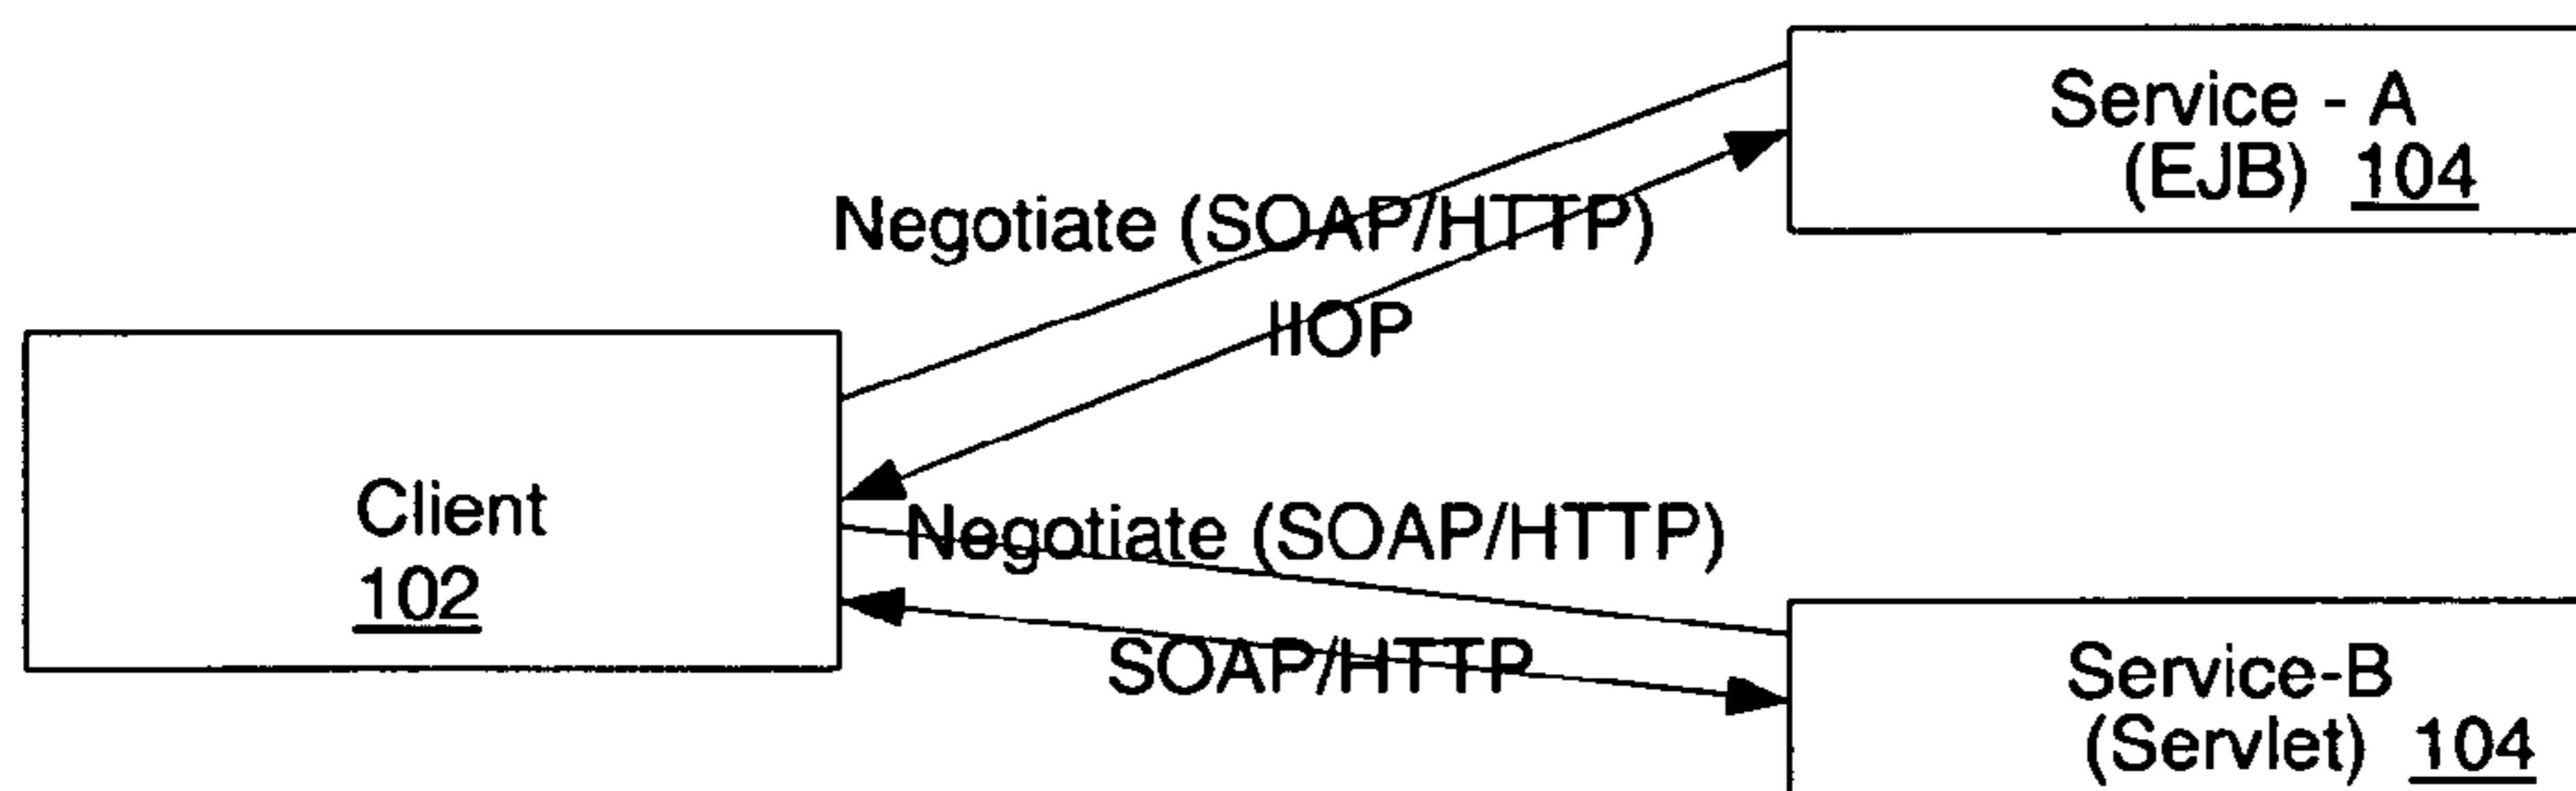 Service - A
(EJB) 104
Negotiate (SOAP/HTTP)
IIOP
Client
102
Negotiate (SOAP/HTTP)
SOAP/HTTP
Service-B
(Servlet) 104